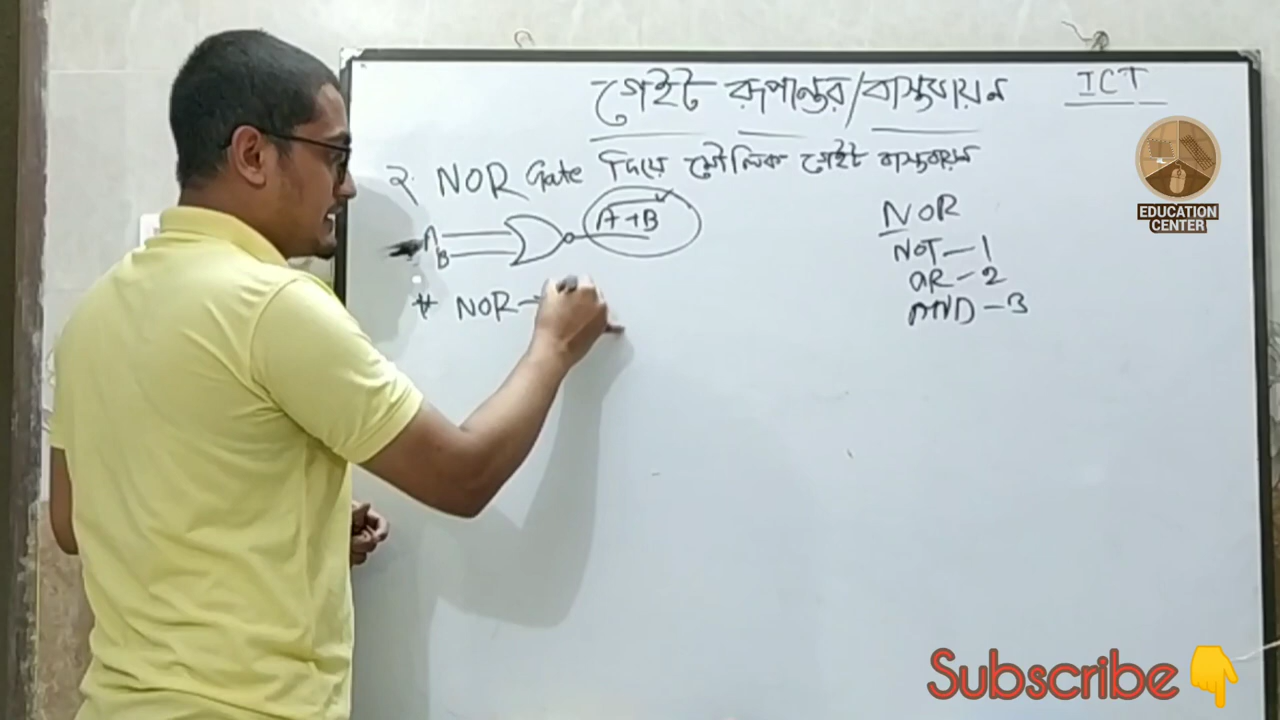 গেইট রূপান্তর/বাস্তবায়ন
ICT
২. NOR Gate দিয়ে মৌলিক গেইট বাস্তবায়ন
A
B
A+B
* NOR
NOR
NOT - 1
OR - 2
AND - 3
EDUCATION
CENTER
Subscribe